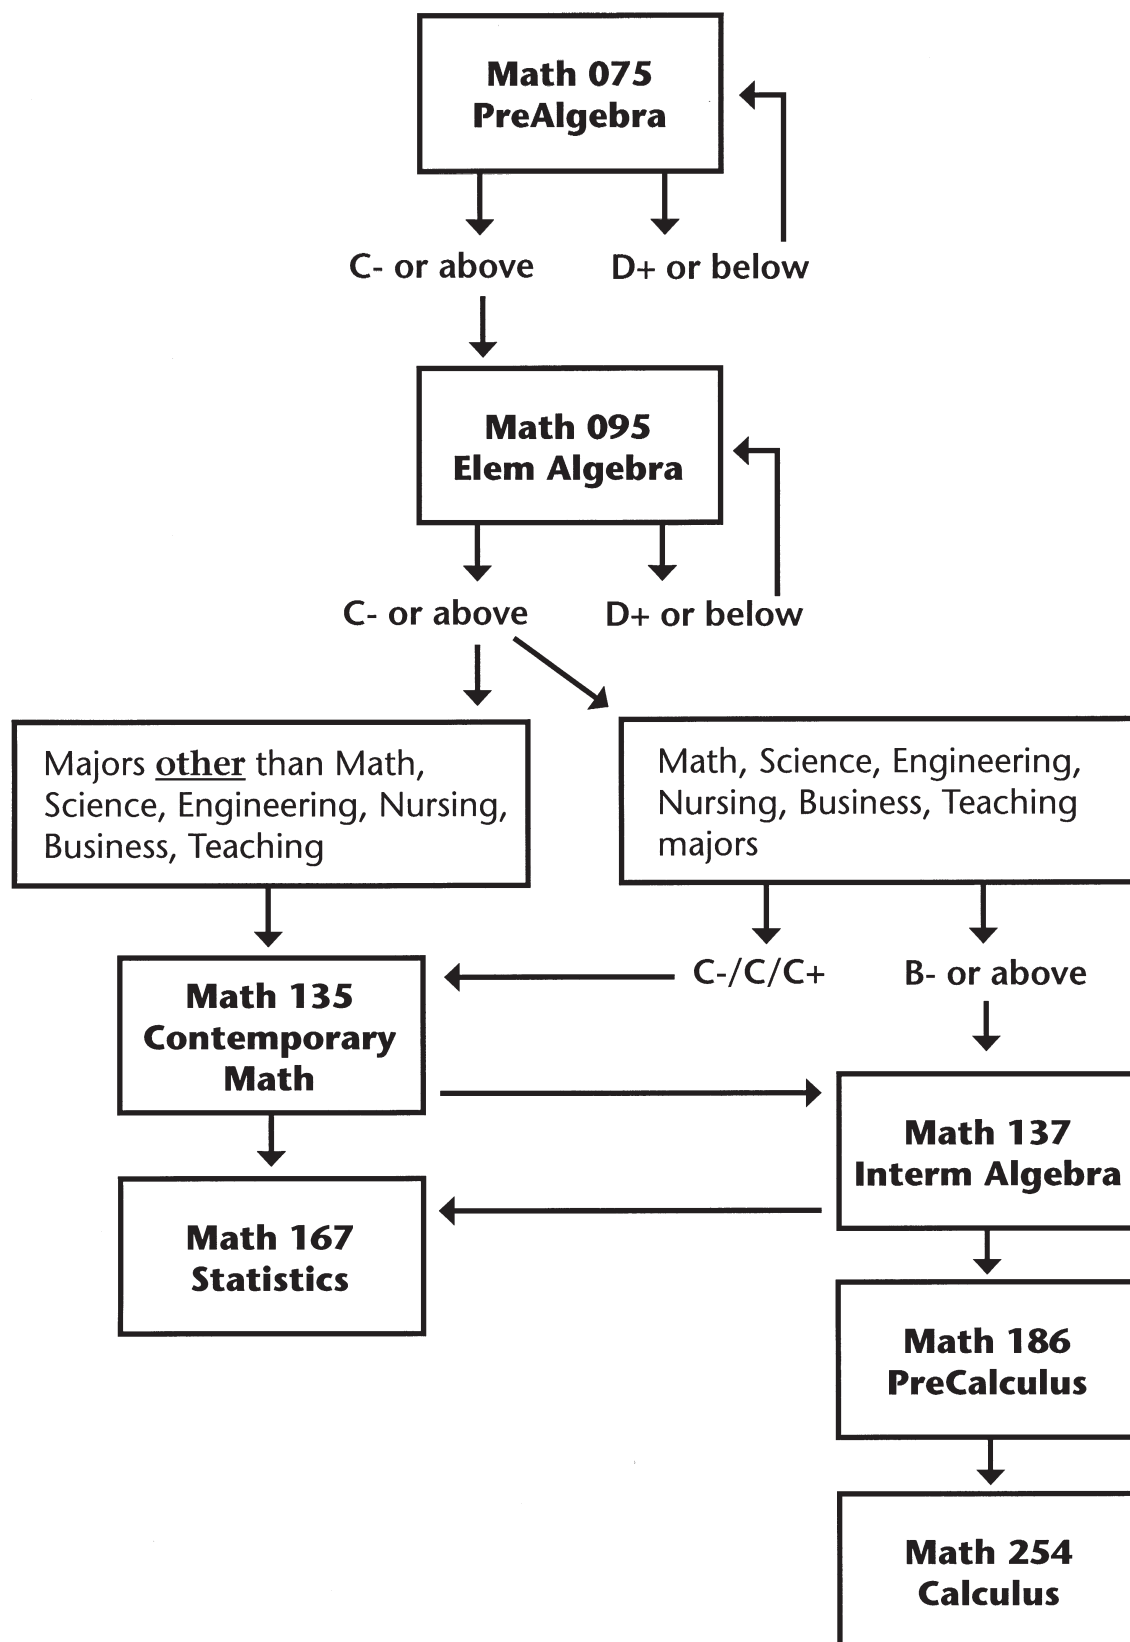 Math 075
PreAlgebra
C- or above
D+ or below
Math 095
Elem Algebra
C- or above
D+ or below
Majors other than Math,
Science, Engineering, Nursing,
Business, Teaching
Math, Science, Engineering,
Nursing, Business, Teaching
majors
C-/C/C+
B- or above
Math 135
Contemporary
Math
Math 137
Interm Algebra
Math 167
Statistics
Math 186
PreCalculus
Math 254
Calculus